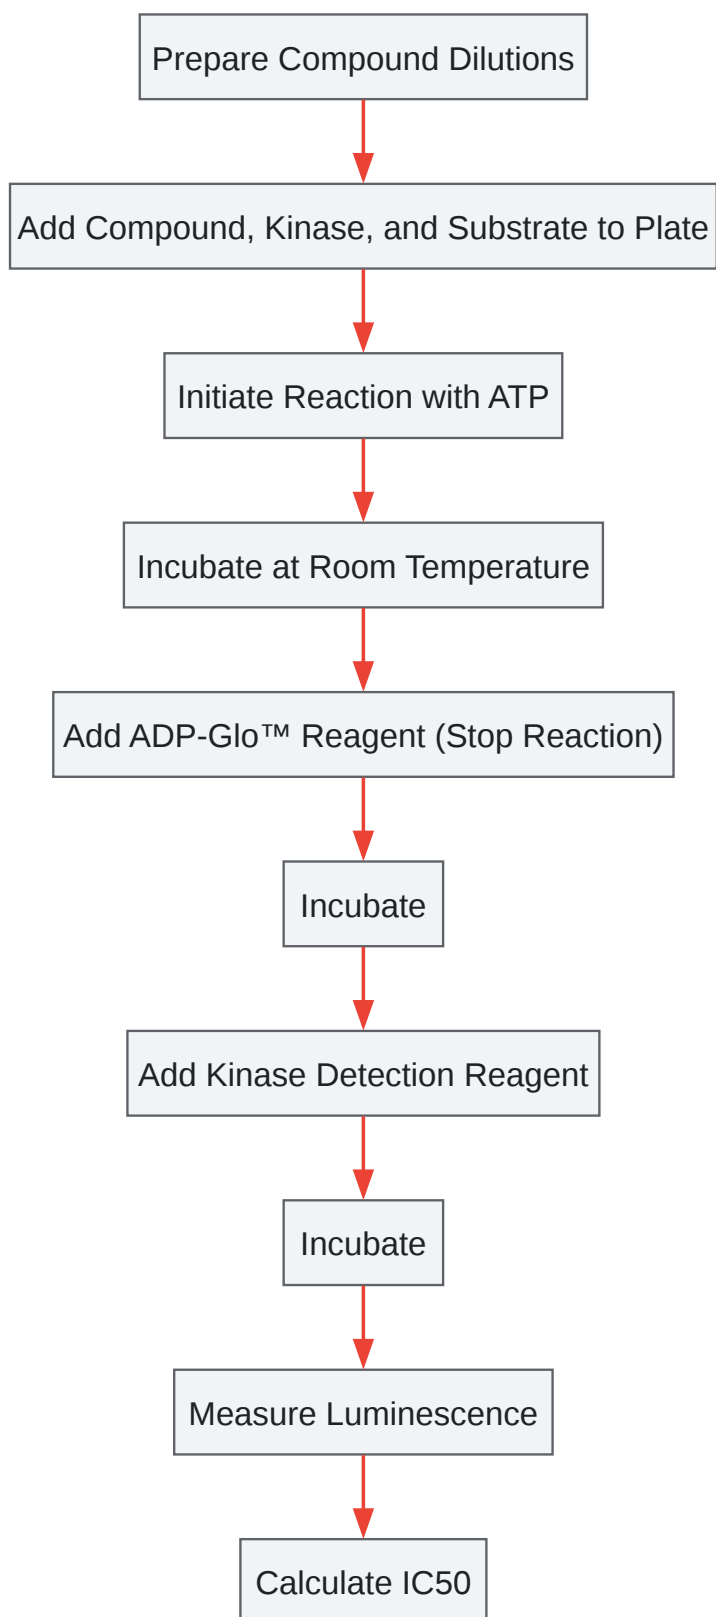 Prepare Compound Dilutions
Add Compound, Kinase, and Substrate to Plate
Initiate Reaction with ATP
Incubate at Room Temperature
Add ADP-Glo™ Reagent (Stop Reaction)
Incubate
Add Kinase Detection Reagent
Incubate
Measure Luminescence
Calculate IC50